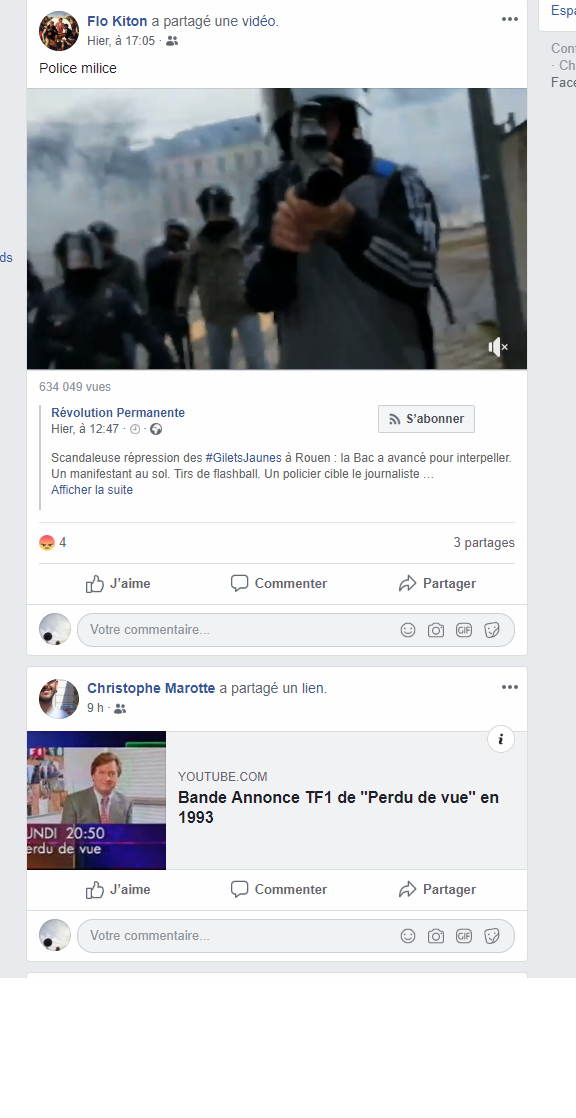 Flo Kiton a partagé une vidéo.
Espa
Hier, à 17:05 ·
Conf
· Ch
Face
Police milice
ds
634 049 vues
Révolution Permanente
Hier, à 12:47 · ·
S'abonner
Scandaleuse répression des #GiletsJaunes à Rouen : la Bac a avancé pour interpeller.
Un manifestant au sol. Tirs de flashball. Un policier cible le journaliste ...
Afficher la suite
4
3 partages
J'aime
Commenter
Partager
Votre commentaire...
GIF
Christophe Marotte a partagé un lien.
9 h ·
i
YOUTUBE.COM
Bande Annonce TF1 de "Perdu de vue" en
1993
UNDI 20:50
erdu de vue
J'aime
Commenter
Partager
Votre commentaire...
GIF